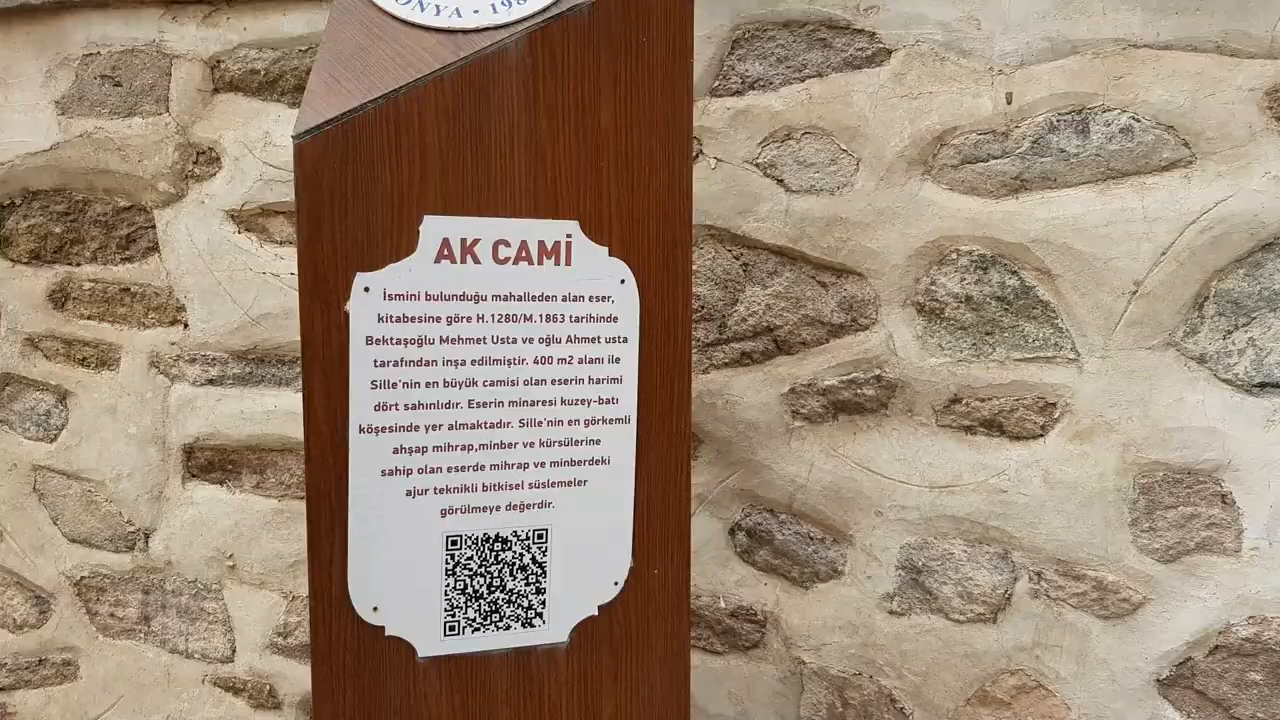 AK CAMİ
İsmini bulunduğu mahalleden alan eser,
kitabesine göre H.1280/M.1863 tarihinde
Bektaşoğlu Mehmet Usta ve oğlu Ahmet usta
tarafından inşa edilmiştir. 400 m2 alanı ile
Sille'nin en büyük camisi olan eserin harimi
dört sahınlıdır. Eserin minaresi kuzey-batı
köşesinde yer almaktadır. Sille'nin en görkemli
ahşap mihrap,minber ve kürsülerine
sahip olan eserde mihrap ve minberdeki
ajur teknikli bitkisel süslemeler
görülmeye değerdir.